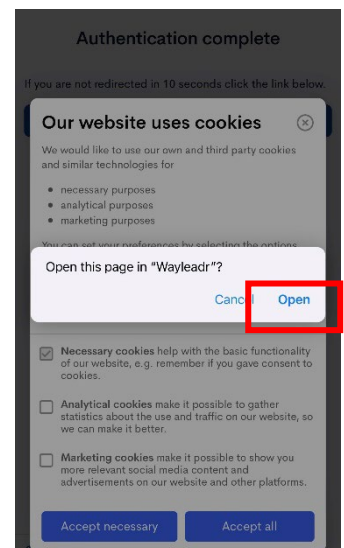 Authentication complete
If you are not redirected in 10 seconds click the link below.
Our website uses cookies
We would like to use our own and third party cookies
and similar technologies for
• necessary purposes
• analytical purposes
• marketing purposes
You can set your preferences by selecting the options
Open this page in “Wayleadr”?
Cancel Open
Necessary cookies help with the basic functionality
of our website, e.g. remember if you gave consent to
cookies.
Analytical cookies make it possible to gather
statistics about the use and traffic on our website, so
we can make it better.
Marketing cookies make it possible to show you
more relevant social media content and
advertisements on our website and other platforms.
Accept necessary Accept all